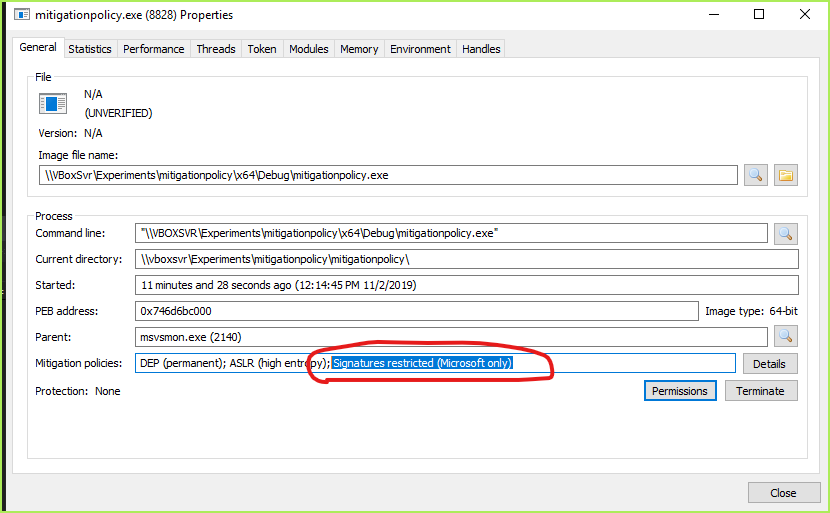 mitigationpolicy.exe (8828) Properties
General Statistics Performance Threads Token Modules Memory Environment Handles
File
N/A
(UNVERIFIED)
Version: N/A
Image file name:
\\VBoxSvr\Experiments\mitigationpolicy\x64\Debug\mitigationpolicy.exe
Process
Command line: "\\VBOXSVR\Experiments\mitigationpolicy\x64\Debug\mitigationpolicy.exe"
Current directory: \\vboxsvr\Experiments\mitigationpolicy\mitigationpolicy\
Started: 11 minutes and 28 seconds ago (12:14:45 PM 11/2/2019)
PEB address: 0x746d6bc000 Image type: 64-bit
Parent: msvsmon.exe (2140)
Mitigation policies: DEP (permanent); ASLR (high entropy); Signatures restricted (Microsoft only) Details
Protection: None Permissions Terminate
Close